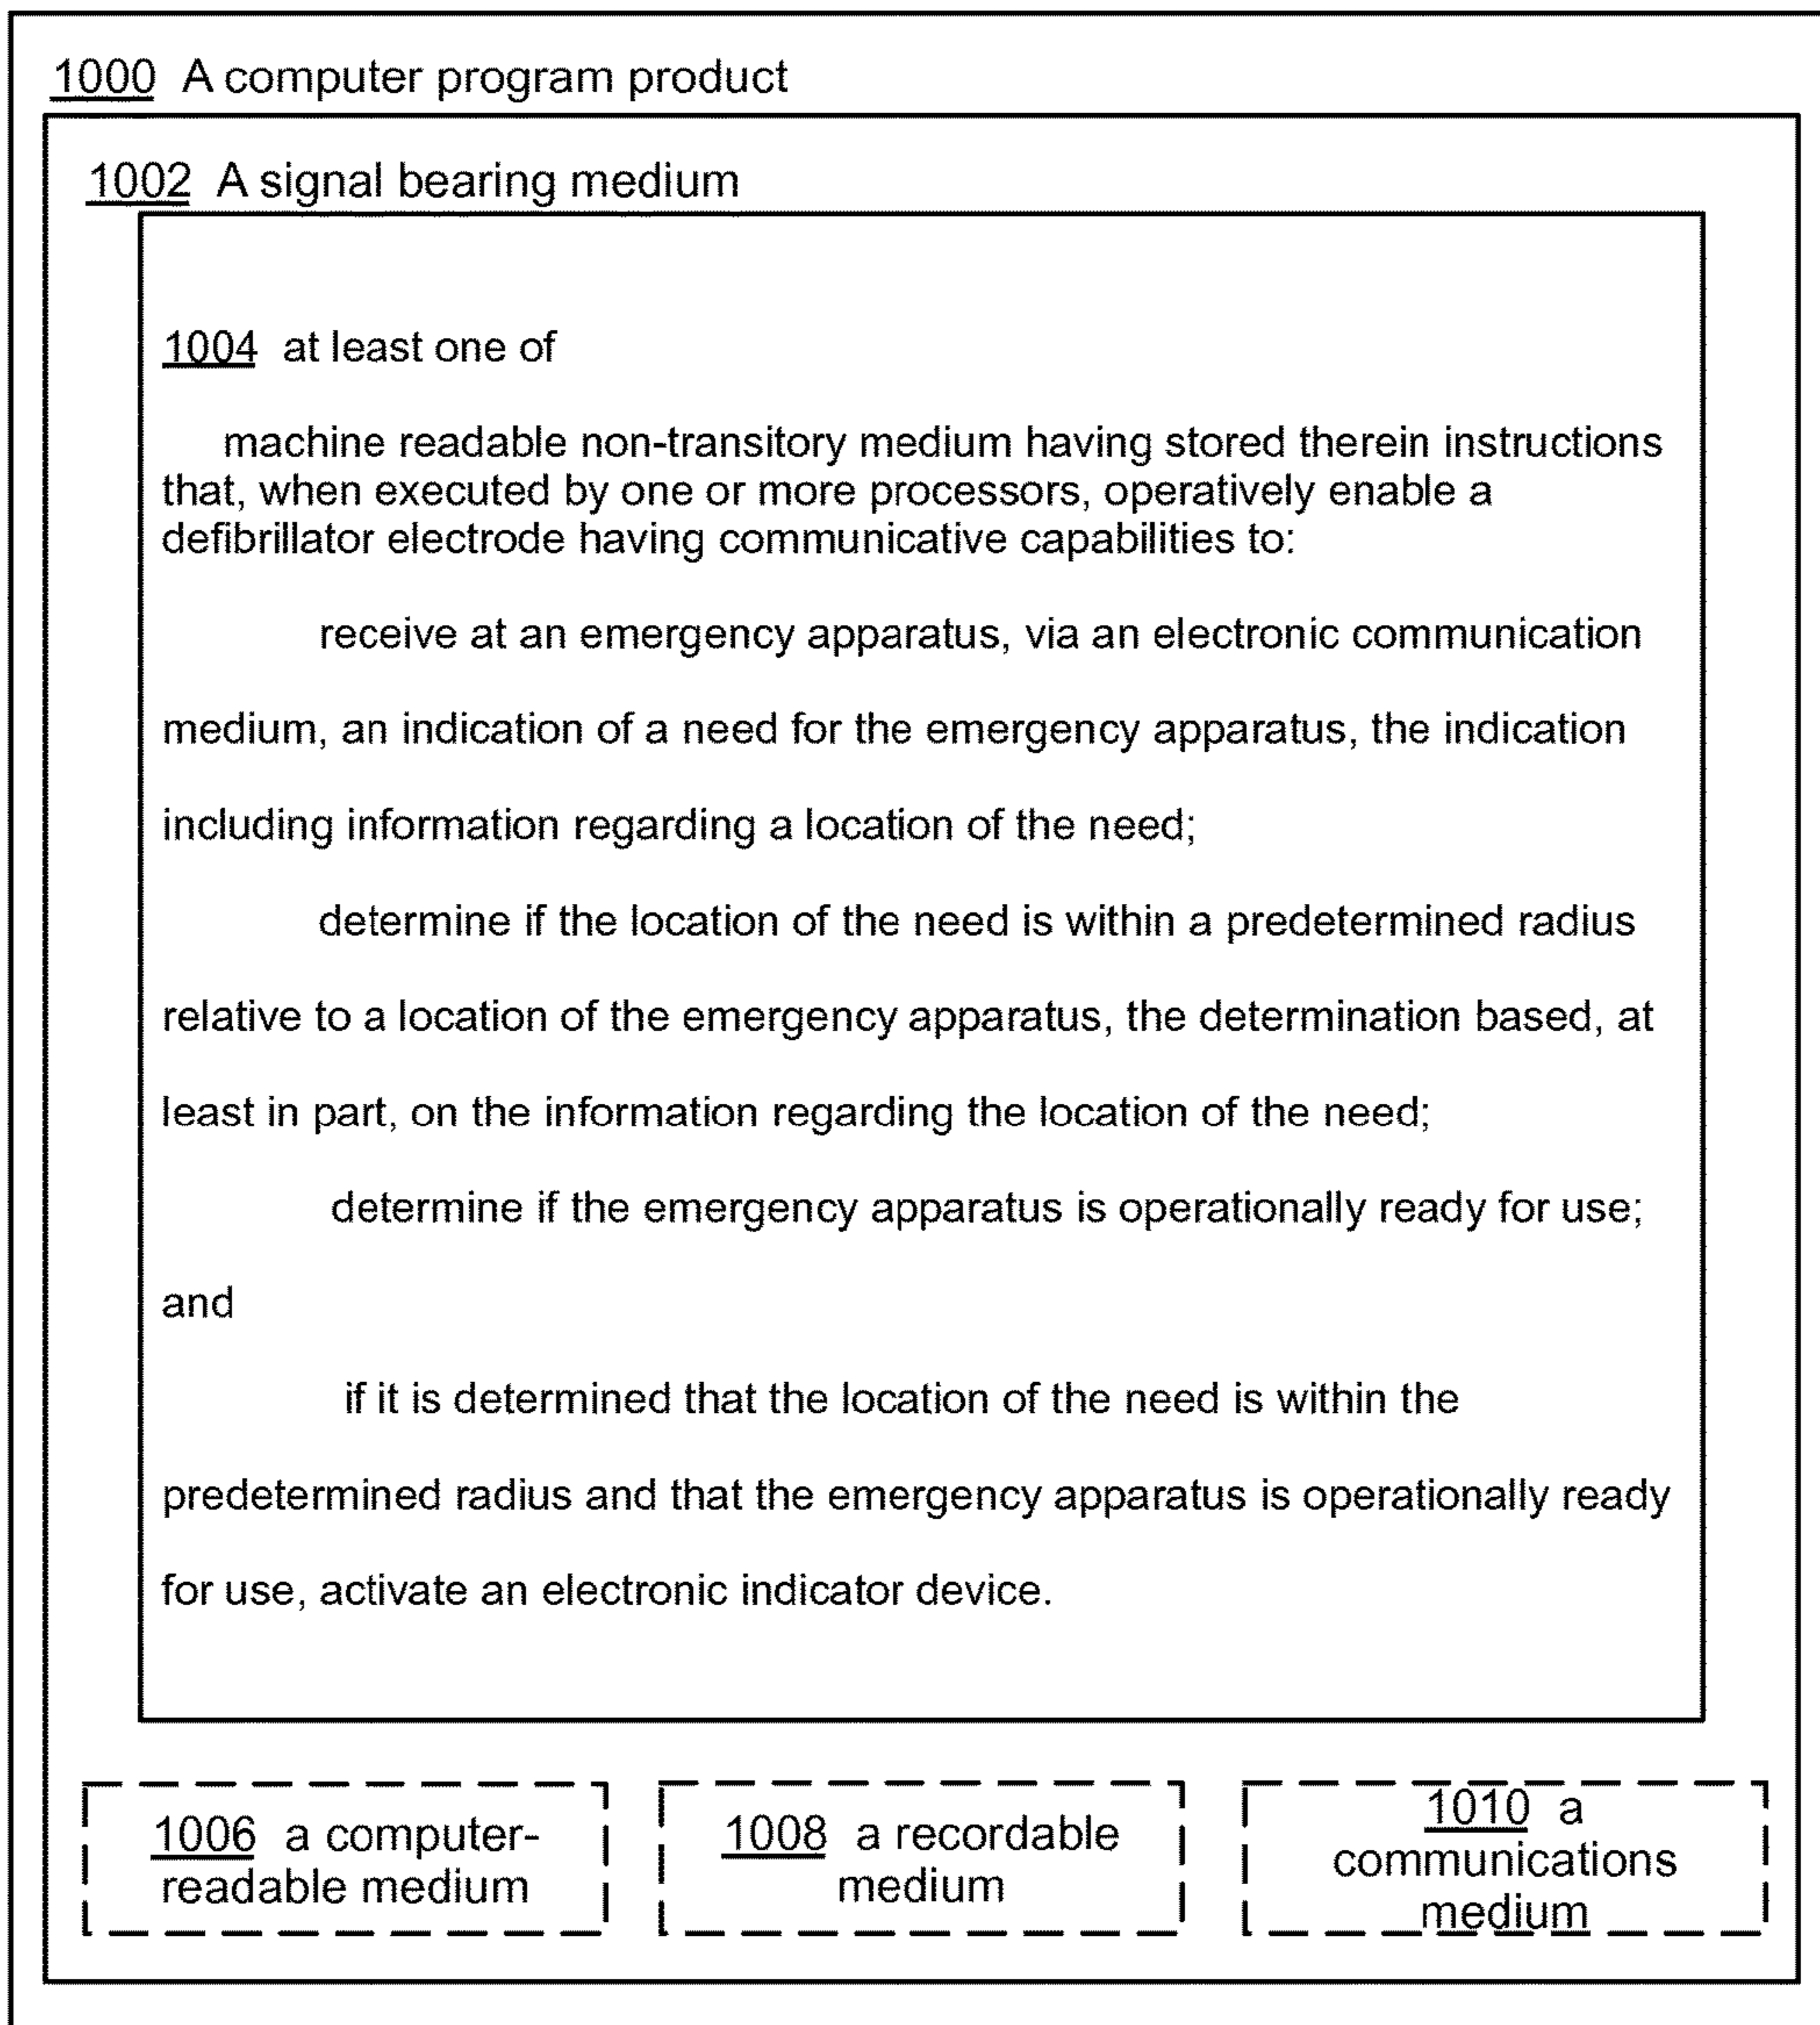 1000 A computer program product
1002 A signal bearing medium
1004 at least one of
machine readable non-transitory medium having stored therein instructions
that, when executed by one or more processors, operatively enable a
defibrillator electrode having communicative capabilities to:
receive at an emergency apparatus, via an electronic communication
medium, an indication of a need for the emergency apparatus, the indication
including information regarding a location of the need;
determine if the location of the need is within a predetermined radius
relative to a location of the emergency apparatus, the determination based, at
least in part, on the information regarding the location of the need;
determine if the emergency apparatus is operationally ready for use;
and
if it is determined that the location of the need is within the
predetermined radius and that the emergency apparatus is operationally ready
for use, activate an electronic indicator device.
1006 a computer-
readable medium
1008 a recordable
medium
1010 a
communications
medium